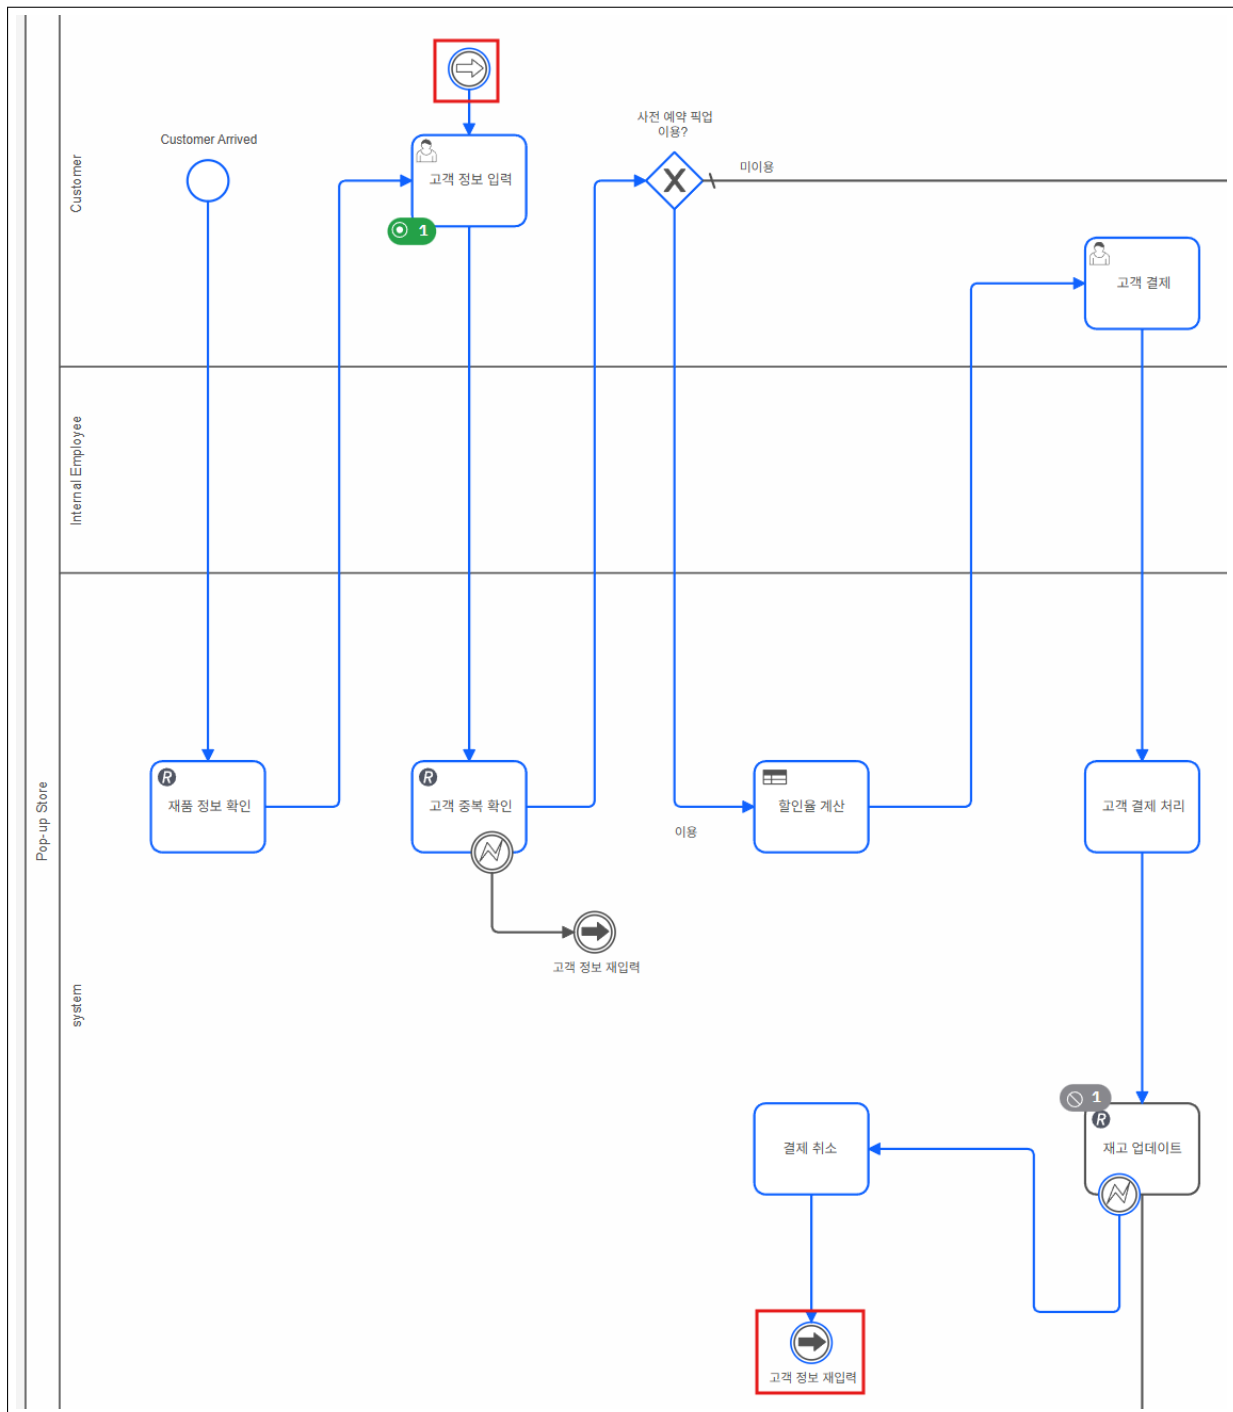 Pop-up Store
Customer
Internal Employee
system
Customer Arrived
고객 정보 입력
1
사전 예약 픽업
이용?
미이용
고객 결제
R
재품 정보 확인
R
고객 중복 확인
이용
할인율 계산
고객 결제 처리
고객 정보 재입력
1
R
재고 업데이트
결제 취소
고객 정보 재입력